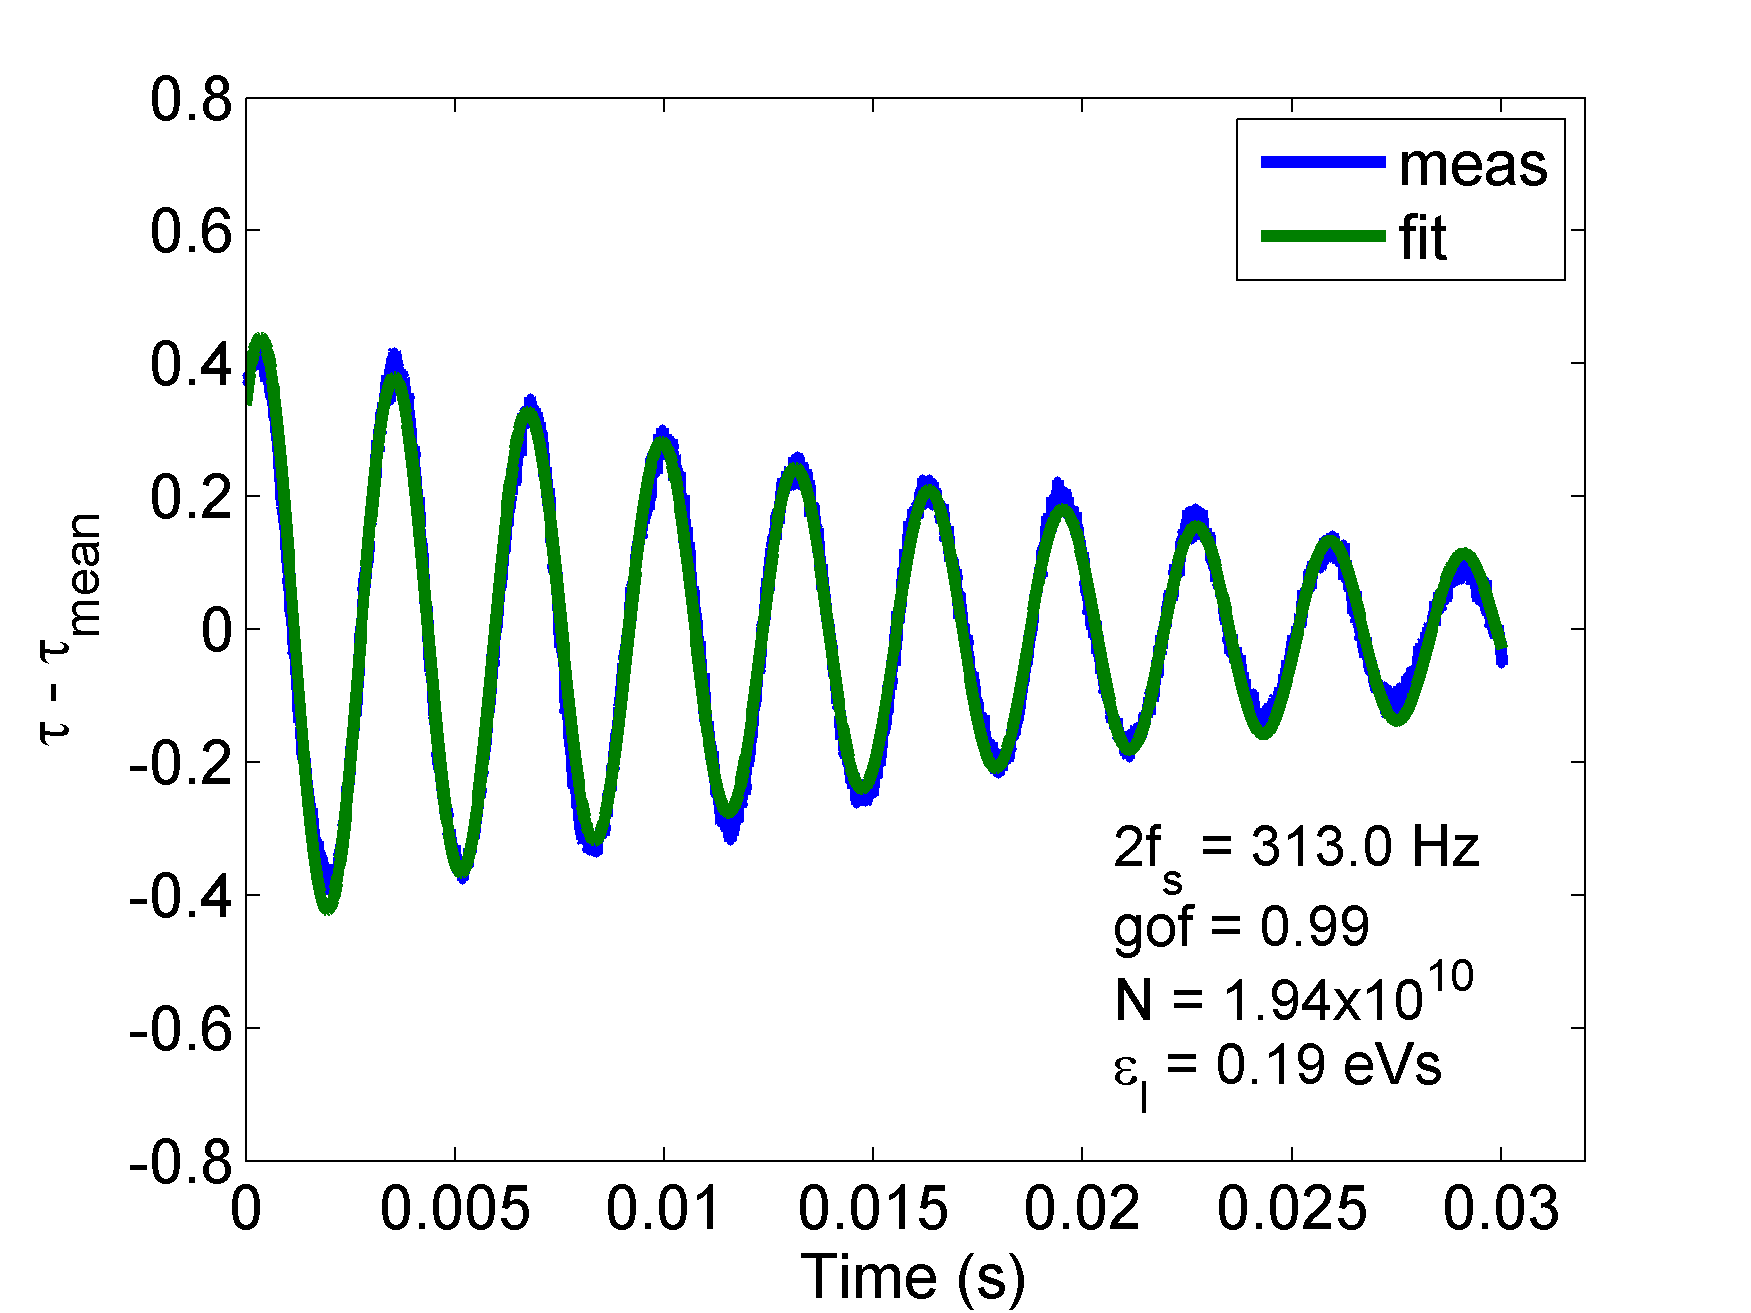 0.8
0.6
0.4
0.2
0
-0.2
-0.4
-0.6
-0.8
τ - τmean
meas
fit
2fs = 313.0 Hz
gof = 0.99
N = 1.94x10^10
εl = 0.19 eVs
0 0.005 0.01 0.015 0.02 0.025 0.03
Time (s)